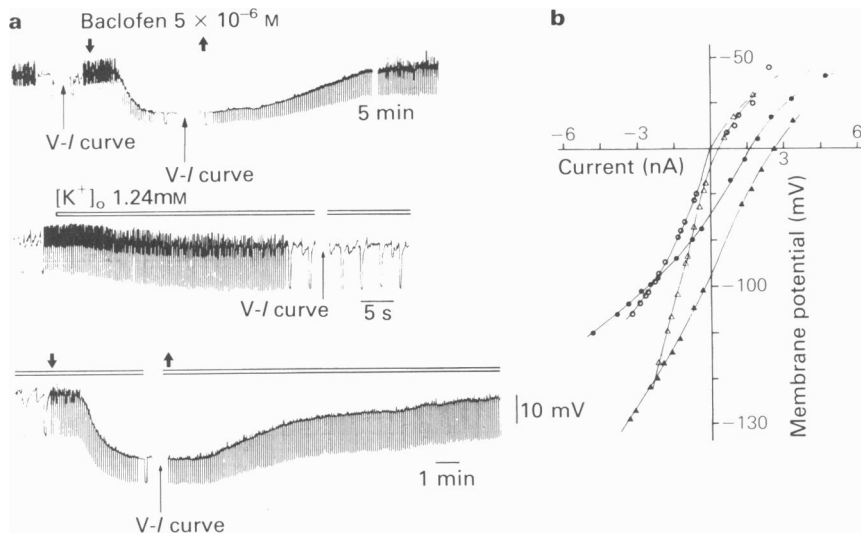 a
Baclofen 5 × 10⁻⁶ M
5 min
V-I curve
V-I curve
[K⁺]ₒ 1.24mM
V-I curve
5 s
10 mV
1 min
V-I curve
b
−50
−6
−3
3
6
Current (nA)
−100
−130
Membrane potential (mV)